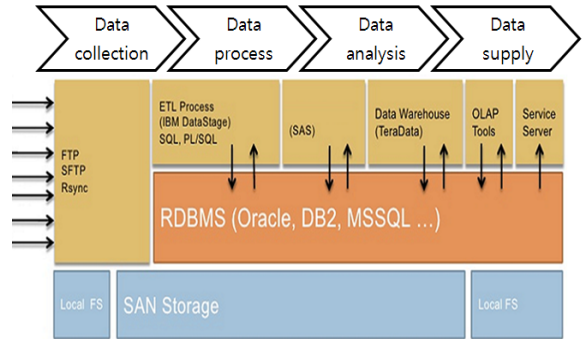 Data
collection
Data
process
Data
analysis
Data
supply
FTP
SFTP
Rsync
ETL Process
(IBM DataStage)
SQL, PL/SQL
(SAS)
Data Warehouse
(TeraData)
OLAP
Tools
Service
Server
RDBMS (Oracle, DB2, MSSQL ...)
Local FS
SAN Storage
Local FS